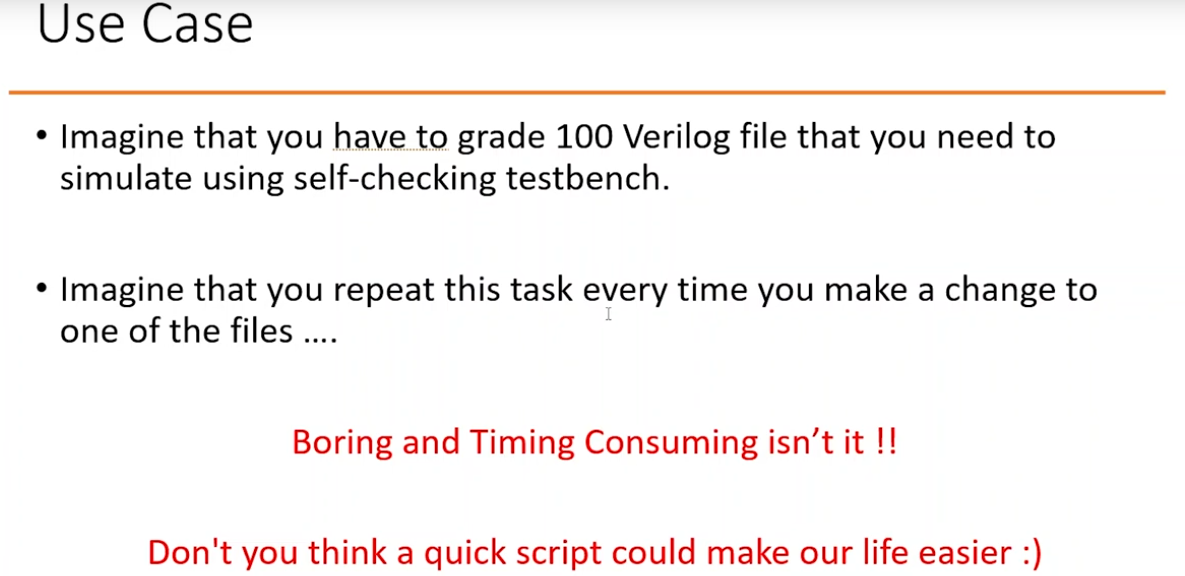 Use Case
• Imagine that you have to grade 100 Verilog file that you need to
simulate using self-checking testbench.
• Imagine that you repeat this task every time you make a change to
one of the files ....
Boring and Timing Consuming isn’t it !!
Don't you think a quick script could make our life easier :)